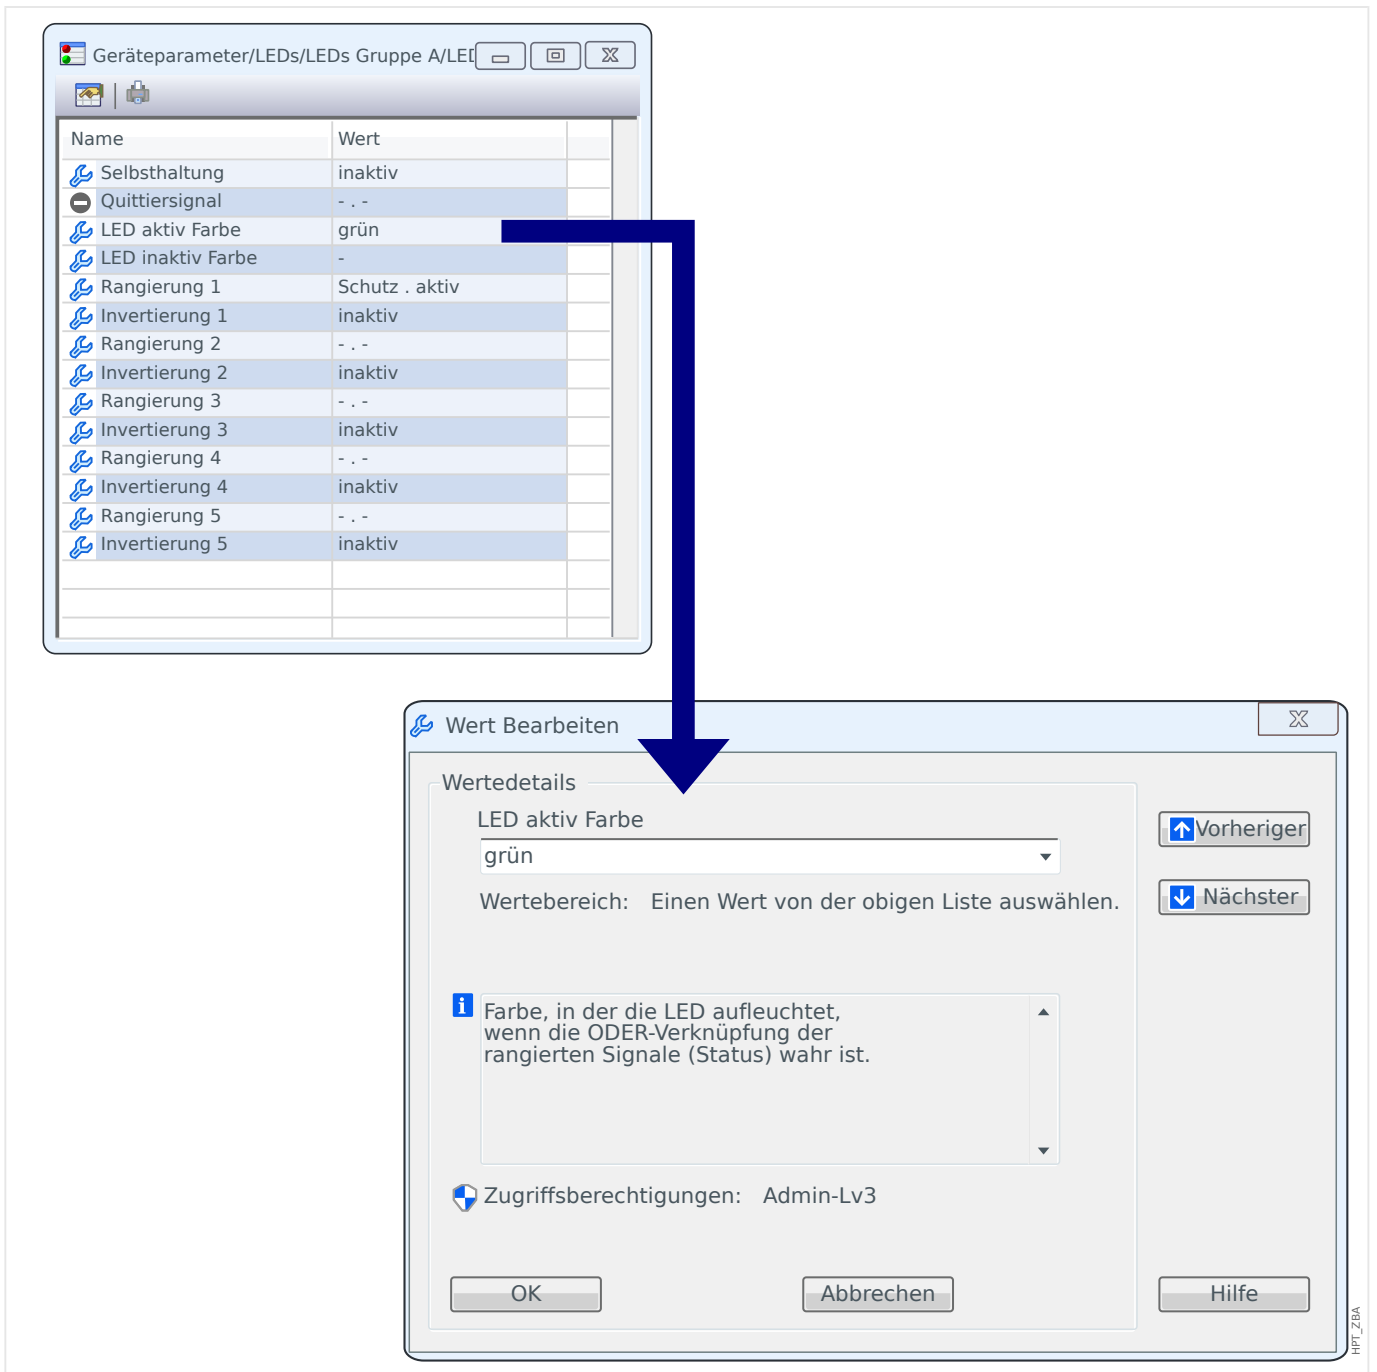 Geräteparameter/LEDs/LEDs Gruppe A/LED
Name Wert
Selbsthaltung inaktiv
Quittiersignal - . -
LED aktiv Farbe grün
LED inaktiv Farbe -
Rangierung 1 Schutz . aktiv
Invertierung 1 inaktiv
Rangierung 2 - . -
Invertierung 2 inaktiv
Rangierung 3 - . -
Invertierung 3 inaktiv
Rangierung 4 - . -
Invertierung 4 inaktiv
Rangierung 5 - . -
Invertierung 5 inaktiv
Wert Bearbeiten
Wertedetails
LED aktiv Farbe
grün
Wertebereich: Einen Wert von der obigen Liste auswählen.
Vorheriger
Nächster
Farbe, in der die LED aufleuchtet,
wenn die ODER-Verknüpfung der
rangierten Signale (Status) wahr ist.
Zugriffsberechtigungen: Admin-Lv3
OK Abbrechen Hilfe
HPT_ZBA